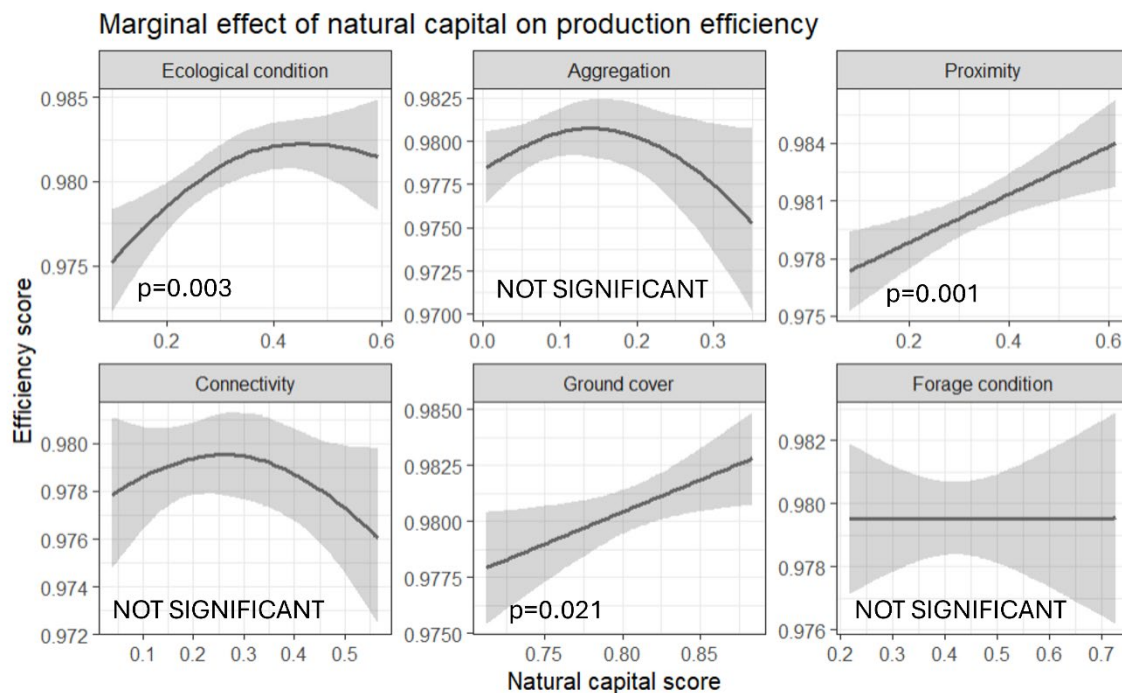 Marginal effect of natural capital on production efficiency
Efficiency score
Ecological condition
0.985
0.980
0.975
p=0.003
0.2 0.4 0.6
Aggregation
0.9825
0.9800
0.9775
0.9750
0.9725
0.9700
NOT SIGNIFICANT
0.0 0.1 0.2 0.3
Proximity
0.984
0.981
0.978
0.975
p=0.001
0.2 0.4 0.6
Connectivity
0.980
0.978
0.976
0.974
0.972
NOT SIGNIFICANT
0.1 0.2 0.3 0.4 0.5
Ground cover
0.9850
0.9825
0.9800
0.9775
0.9750
p=0.021
0.75 0.80 0.85
Forage condition
0.982
0.980
0.978
0.976
NOT SIGNIFICANT
0.2 0.3 0.4 0.5 0.6 0.7
Natural capital score